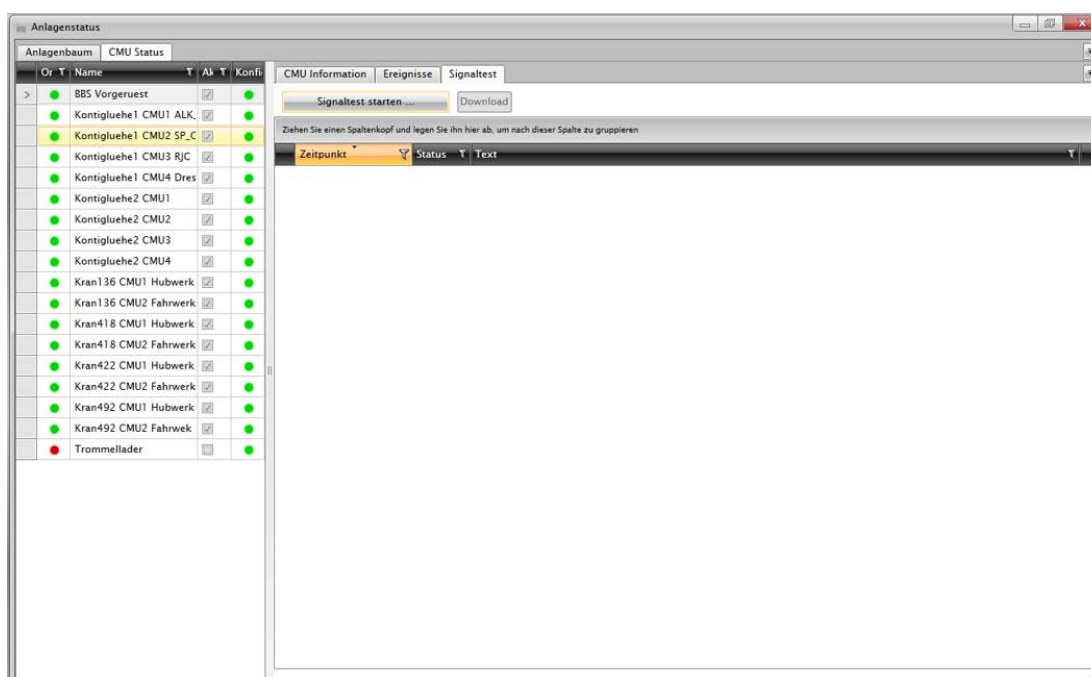 Anlagenstatus
Anlagenbaum CMU Status
Or Name Ak Konfi
BBS Vorgeruest
Kontigluehe1 CMU1 ALK_
Kontigluehe1 CMU2 SP_C
Kontigluehe1 CMU3 RJC
Kontigluehe1 CMU4 Dres
Kontigluehe2 CMU1
Kontigluehe2 CMU2
Kontigluehe2 CMU3
Kontigluehe2 CMU4
Kran136 CMU1 Hubwerk
Kran136 CMU2 Fahrwerk
Kran418 CMU1 Hubwerk
Kran418 CMU2 Fahrwerk
Kran422 CMU1 Hubwerk
Kran422 CMU2 Fahrwerk
Kran492 CMU1 Hubwerk
Kran492 CMU2 Fahrwek
Trommellader
CMU Information Ereignisse Signaltest
Signaltest starten ... Download
Ziehen Sie einen Spaltenkopf und legen Sie ihn hier ab, um nach dieser Spalte zu gruppieren
Zeitpunkt Status Text